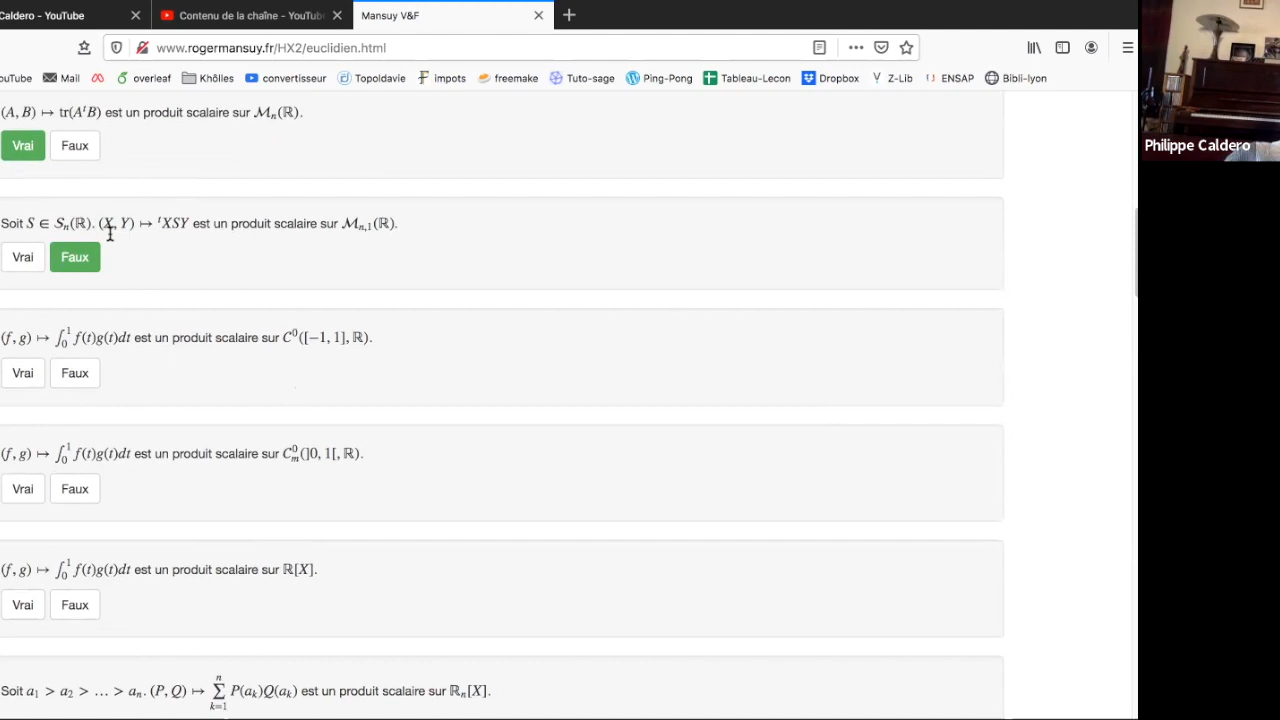 Caldero - YouTube
Contenu de la chaîne - YouTube
Mansuy V&F
www.rogermansuy.fr/HX2/euclidien.html
ouTube Mail overleaf Khôlles convertisseur Topoldavie impots freemake Tuto-sage Ping-Pong Tableau-Lecon Dropbox Z-Lib ENSAP Bibli-lyon
Philippe Caldero
(A, B) ↦ tr(AᵗB) est un produit scalaire sur ℳₙ(ℝ).
Vrai Faux
Soit S ∈ Sₙ(ℝ). (X, Y) ↦ ᵗXSY est un produit scalaire sur ℳₙ,₁(ℝ).
Vrai Faux
(f, g) ↦ ∫₀¹ f(t)g(t)dt est un produit scalaire sur C⁰([−1, 1], ℝ).
Vrai Faux
(f, g) ↦ ∫₀¹ f(t)g(t)dt est un produit scalaire sur C⁰ₘ(]0, 1[, ℝ).
Vrai Faux
(f, g) ↦ ∫₀¹ f(t)g(t)dt est un produit scalaire sur ℝ[X].
Vrai Faux
Soit a₁ > a₂ > … > aₙ. (P, Q) ↦ ∑ₖ₌₁ⁿ P(aₖ)Q(aₖ) est un produit scalaire sur ℝₙ[X].